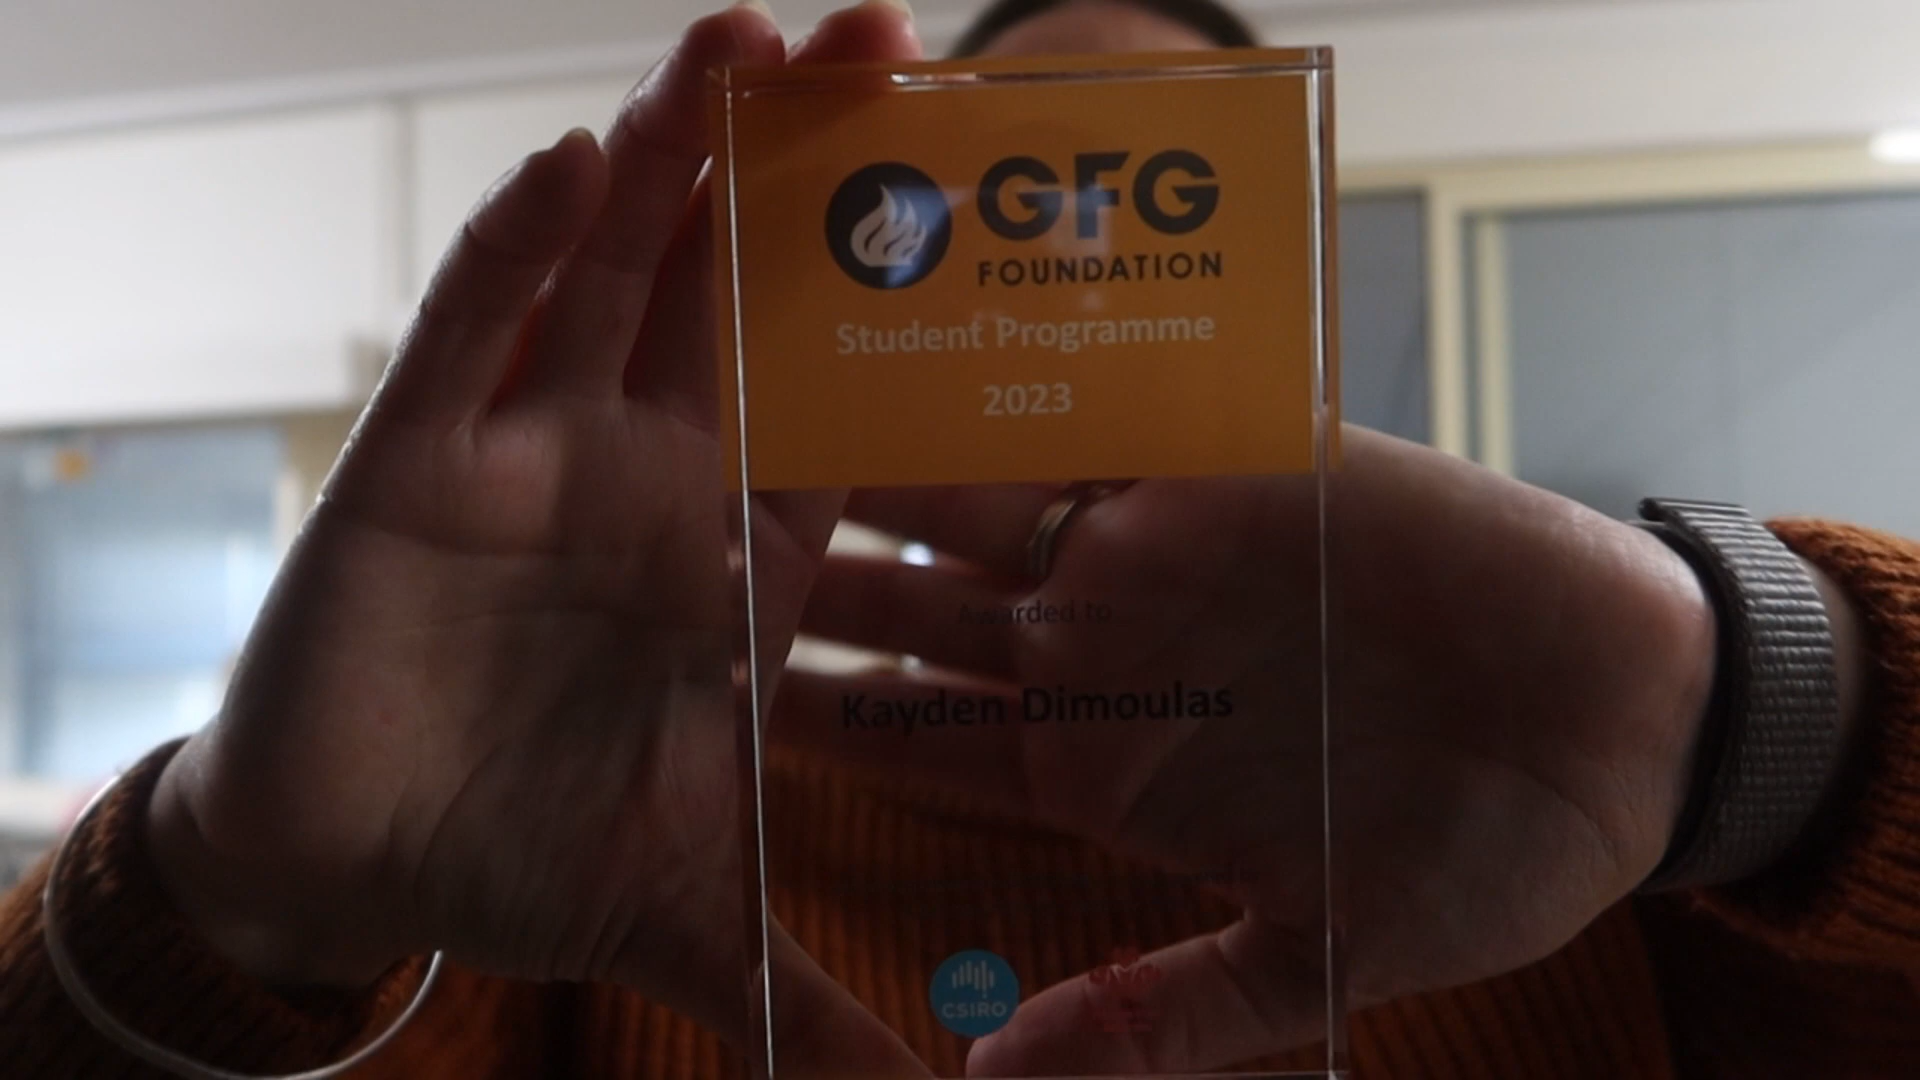 GFG
FOUNDATION
Student Programme
2023
Awarded to
Kayden Dimoulas
CSIRO